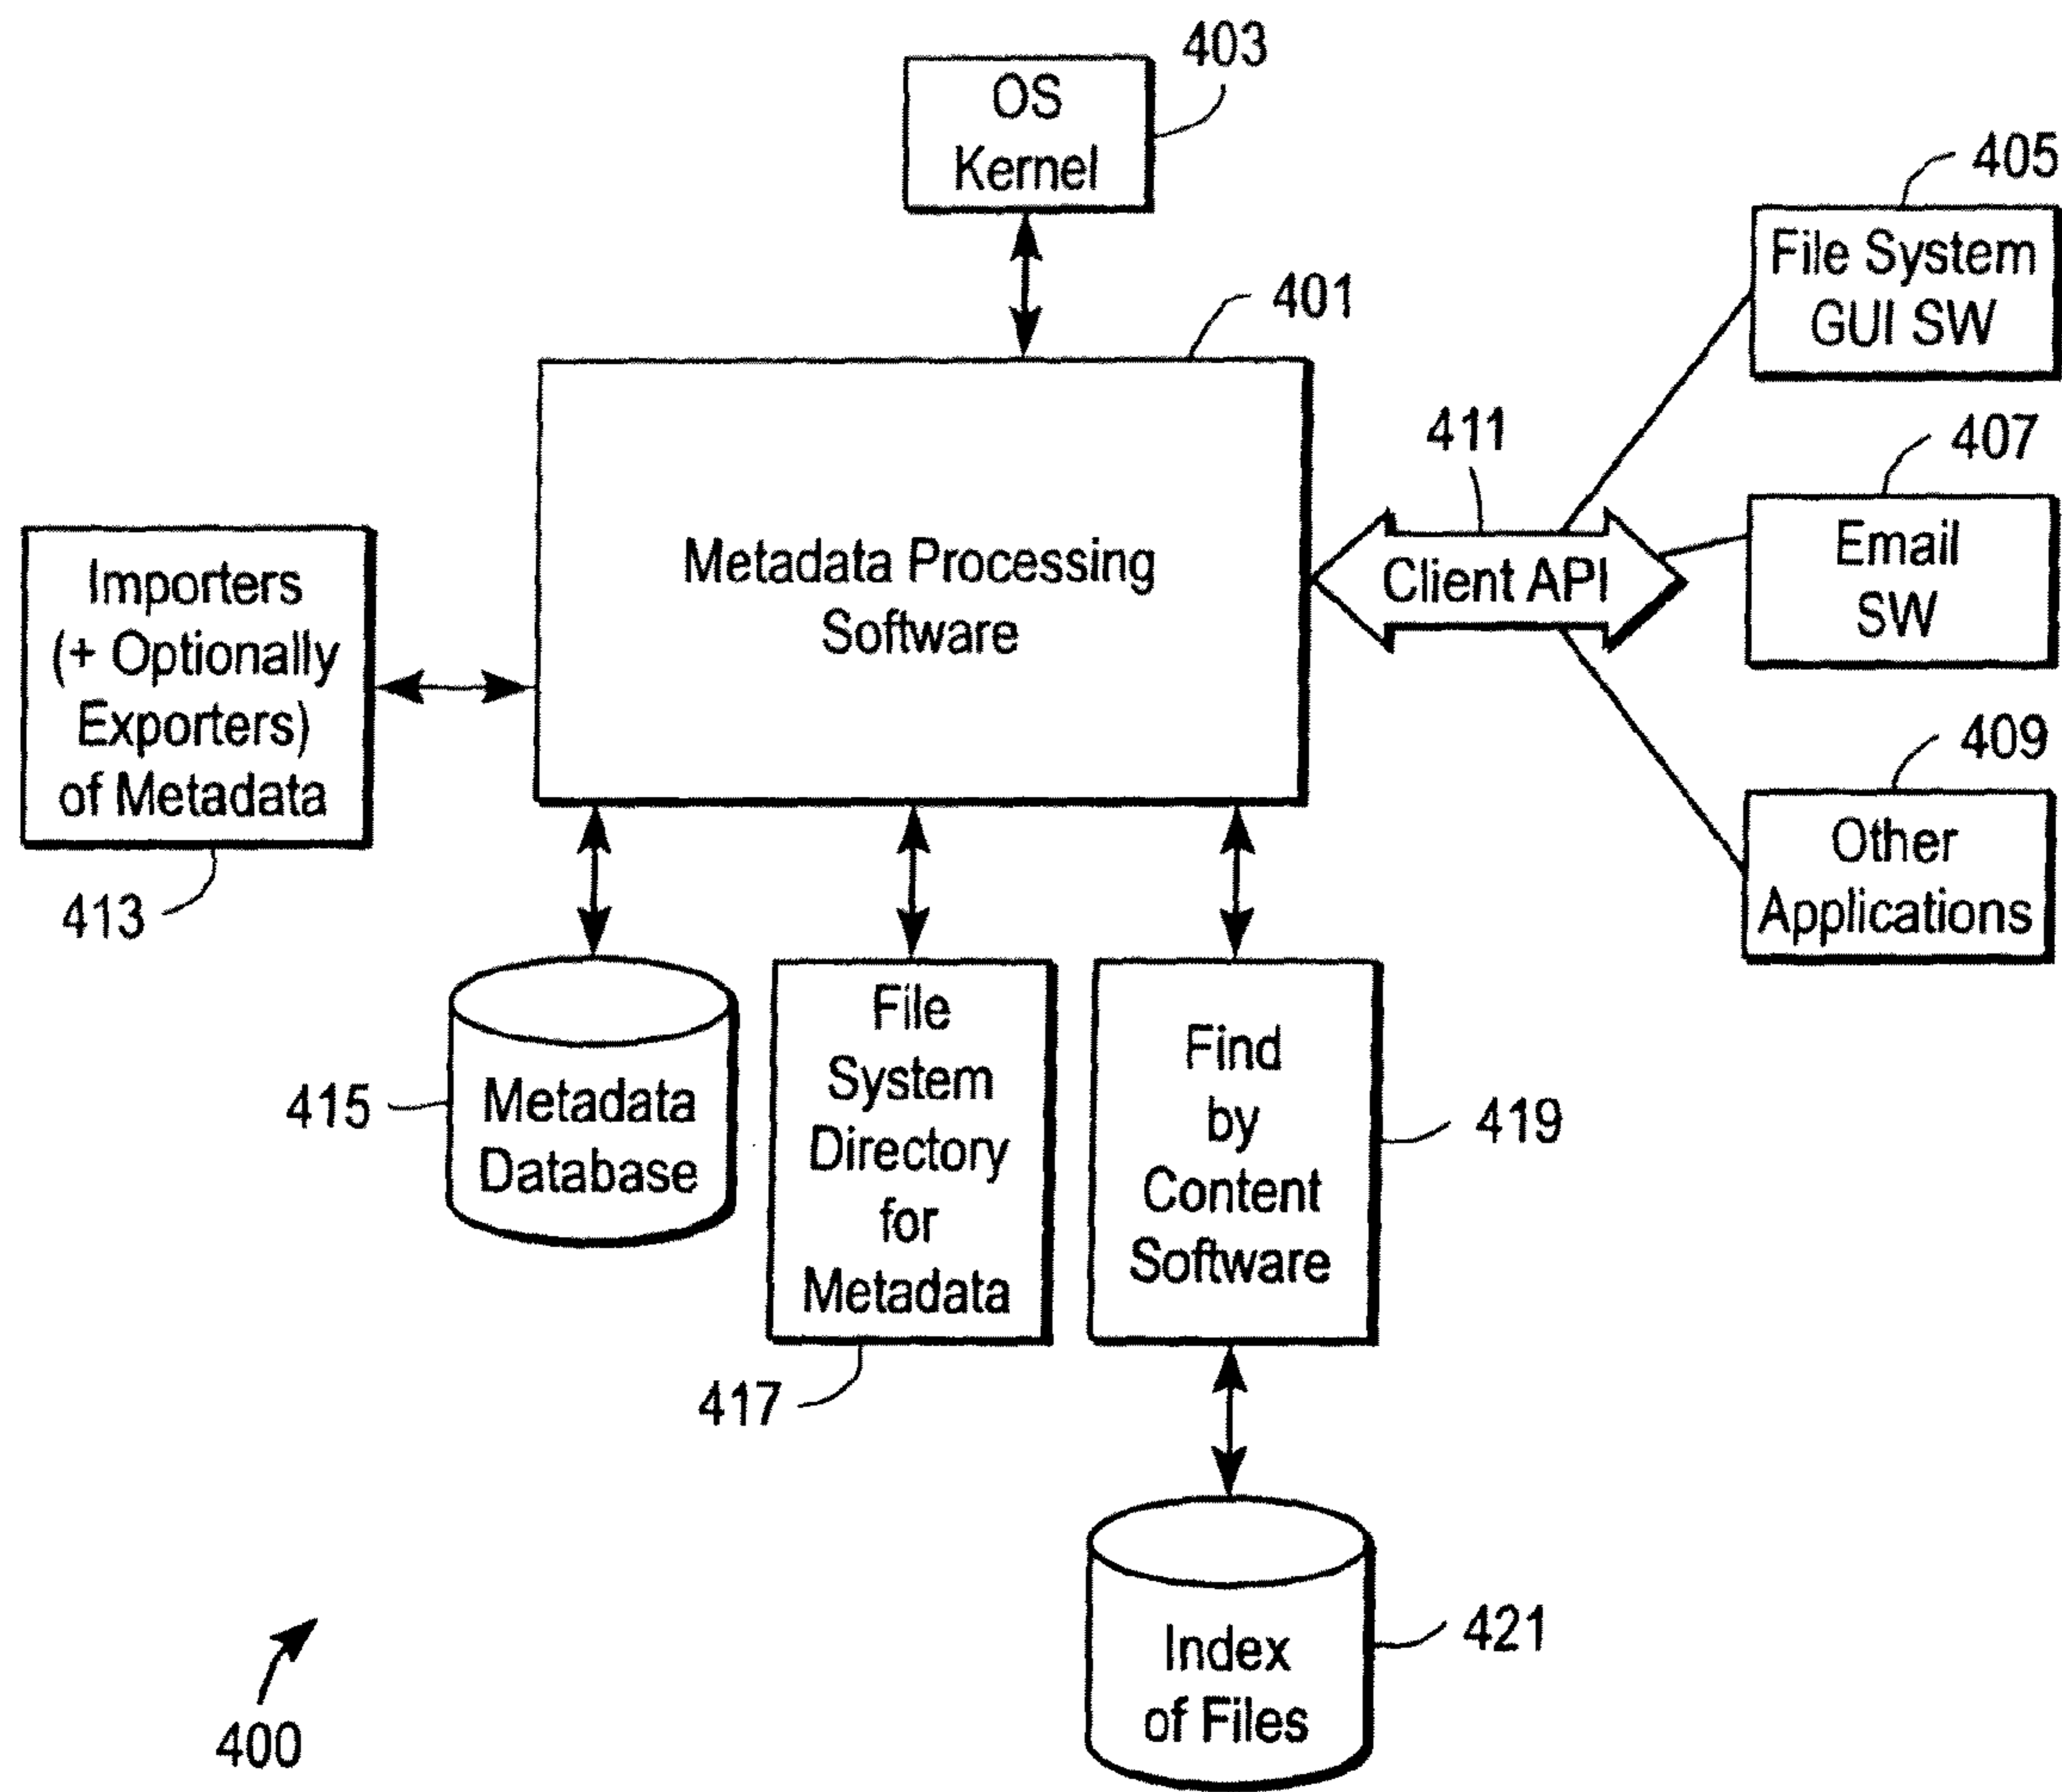 403
OS
Kernel
401
405
File System
GUI SW
411
407
Client API
Email
SW
Metadata Processing
Software
Importers
(+ Optionally
Exporters)
of Metadata
413
409
Other
Applications
415
Metadata
Database
File
System
Directory
for
Metadata
417
Find
by
Content
Software
419
Index
of Files
421
400